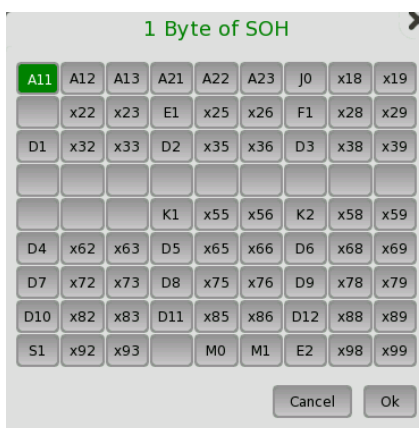 1 Byte of SOH
A11 A12 A13 A21 A22 A23 J0 x18 x19
x22 x23 E1 x25 x26 F1 x28 x29
D1 x32 x33 D2 x35 x36 D3 x38 x39
K1 x55 x56 K2 x58 x59
D4 x62 x63 D5 x65 x66 D6 x68 x69
D7 x72 x73 D8 x75 x76 D9 x78 x79
D10 x82 x83 D11 x85 x86 D12 x88 x89
S1 x92 x93 M0 M1 E2 x98 x99
Cancel Ok